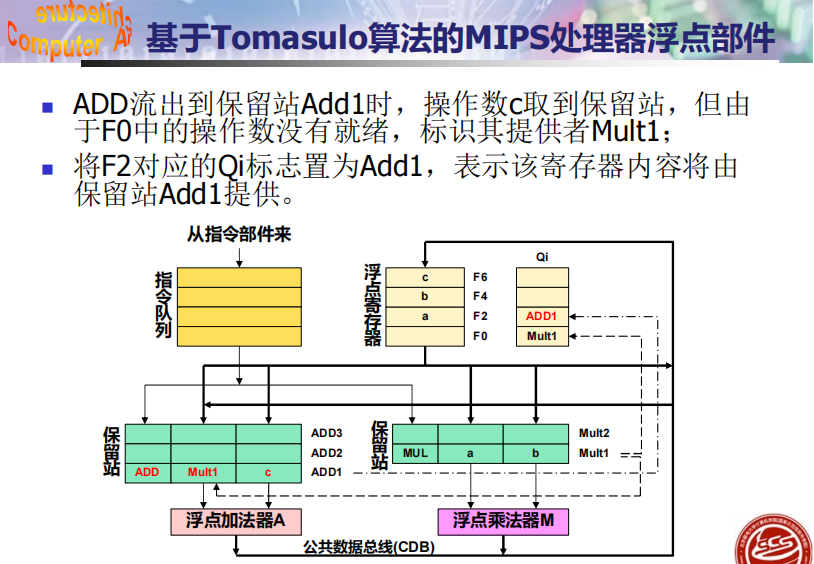 Computer Architecture
基于Tomasulo算法的MIPS处理器浮点部件
ADD流出到保留站Add1时，操作数c取到保留站，但由
于F0中的操作数没有就绪，标识其提供者Mult1；
将F2对应的Qi标志置为Add1，表示该寄存器内容将由
保留站Add1提供。
从指令部件来
指令队列
浮点寄存器
Qi
c F6
b F4
a F2 ADD1
F0 Mult1
保留站
ADD3
ADD2
ADD Mult1 c ADD1
保留站
Mult2
MUL a b Mult1
浮点加法器A
浮点乘法器M
公共数据总线(CDB)